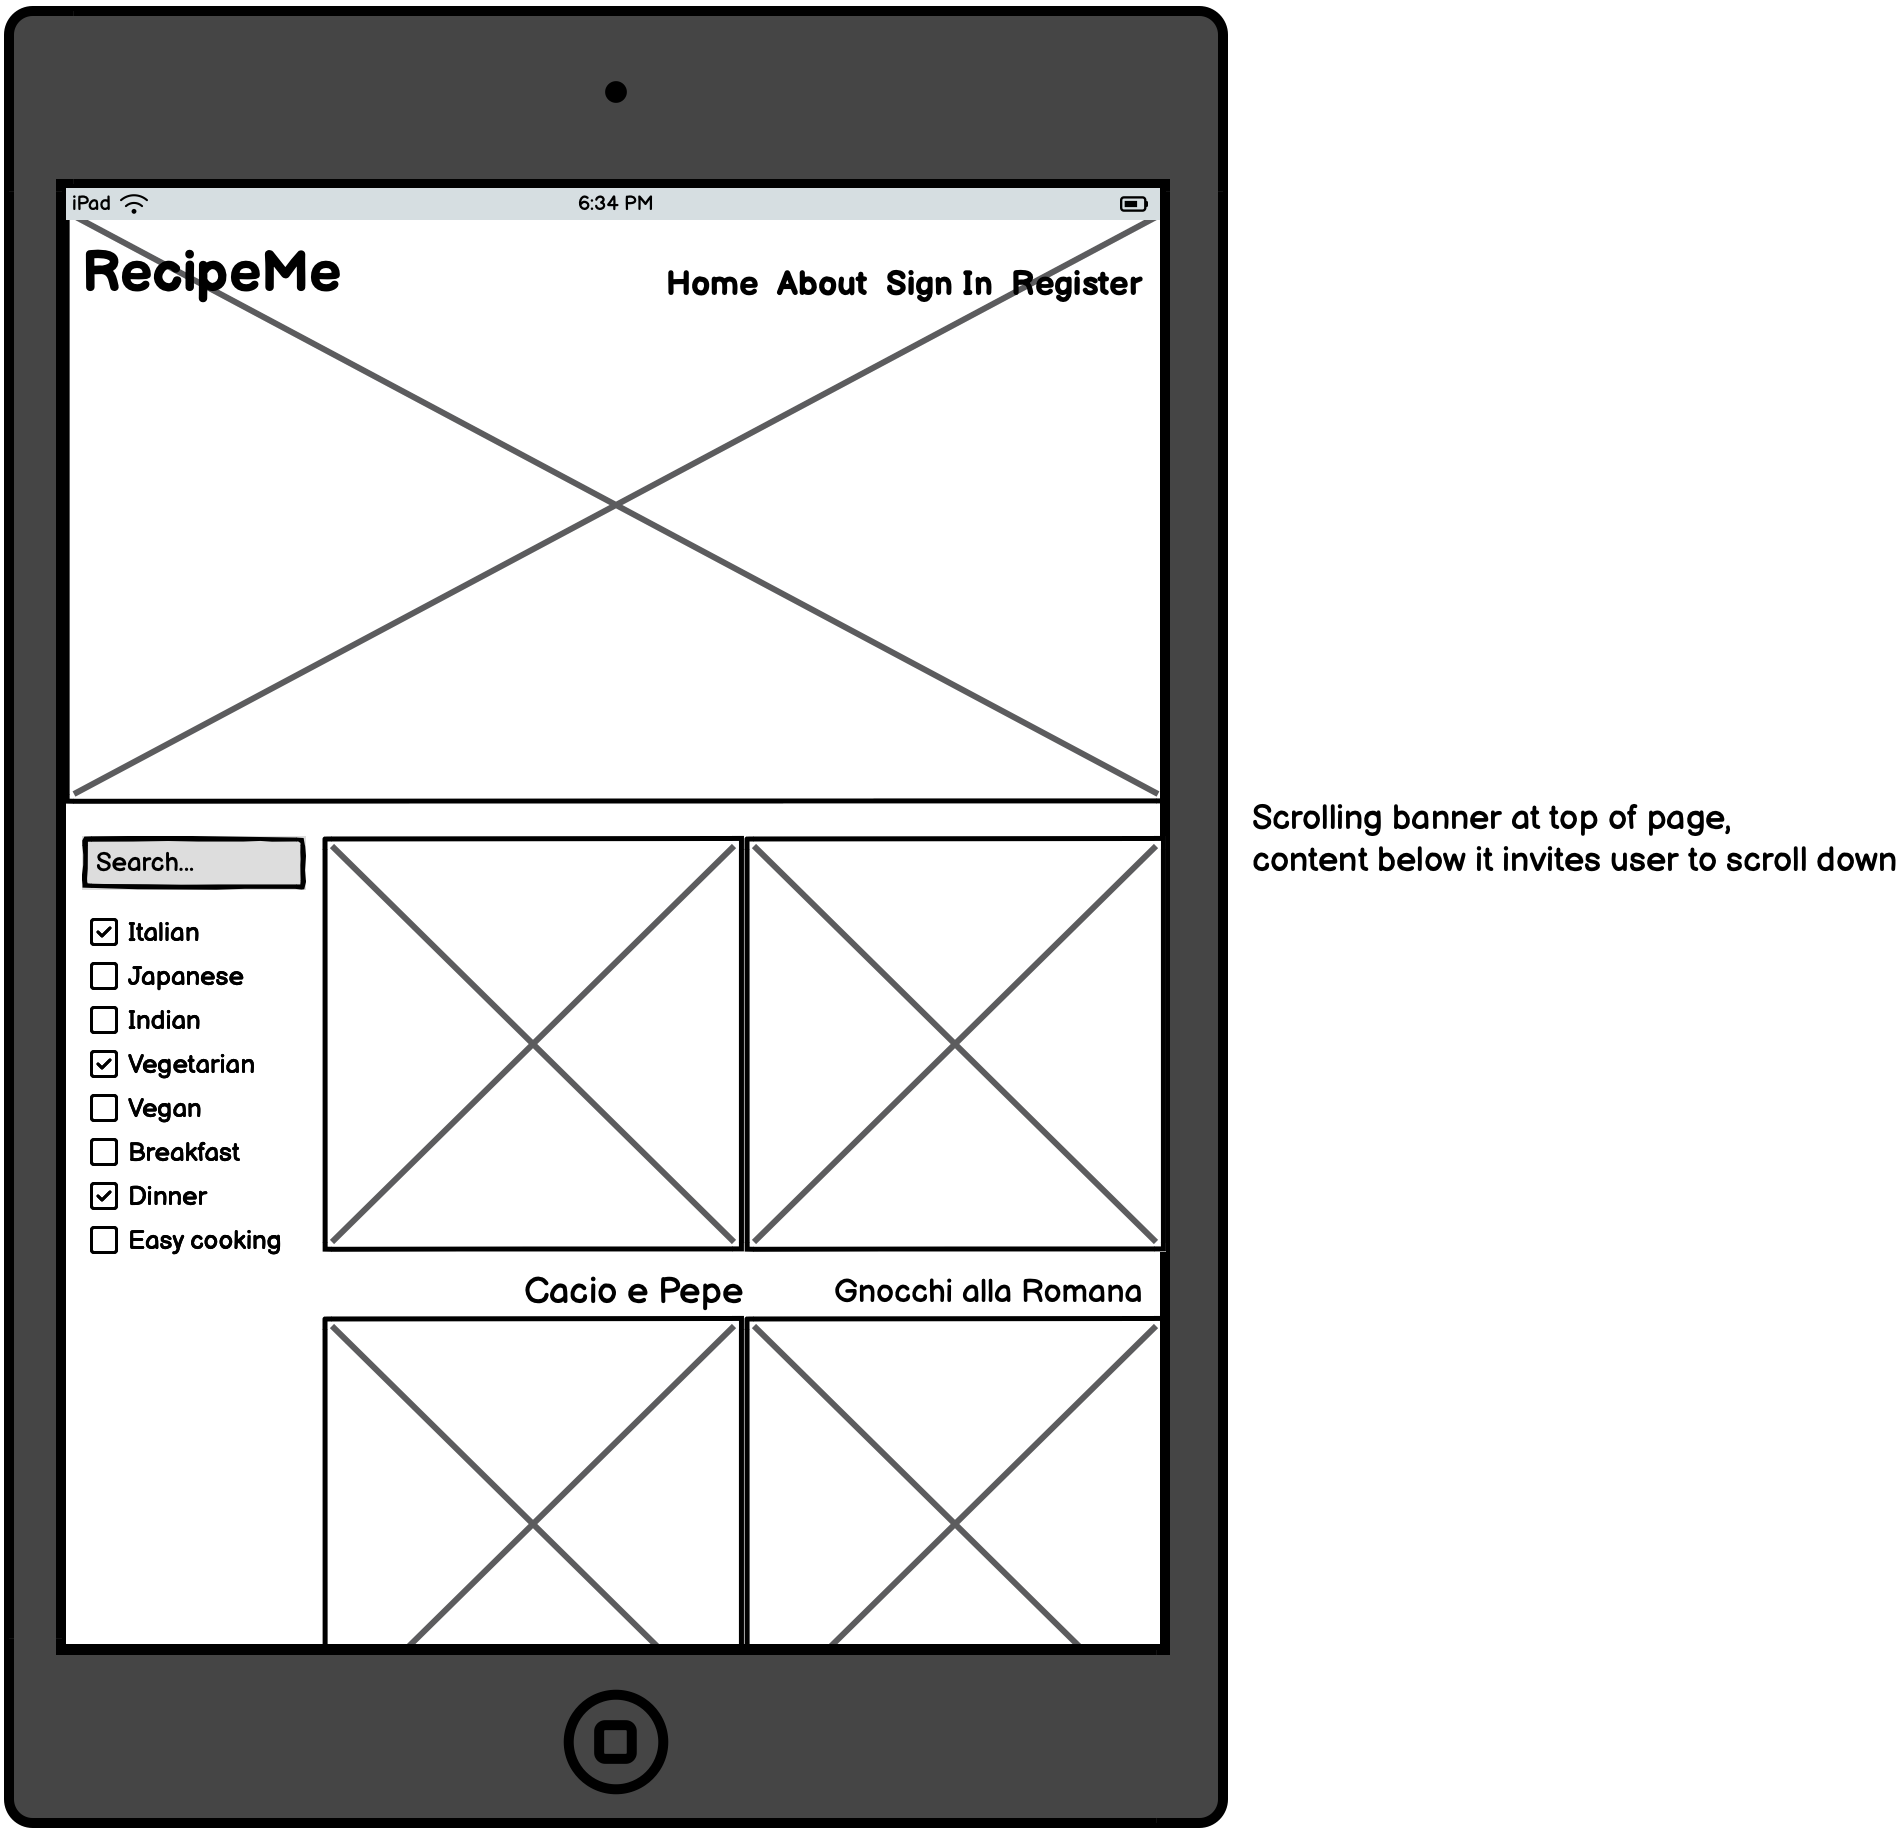 iPad 6:34 PM
RecipeMe
Home About Sign In Register
Scrolling banner at top of page,
content below it invites user to scroll down
Search...
Italian
Japanese
Indian
Vegetarian
Vegan
Breakfast
Dinner
Easy cooking
Cacio e Pepe
Gnocchi alla Romana